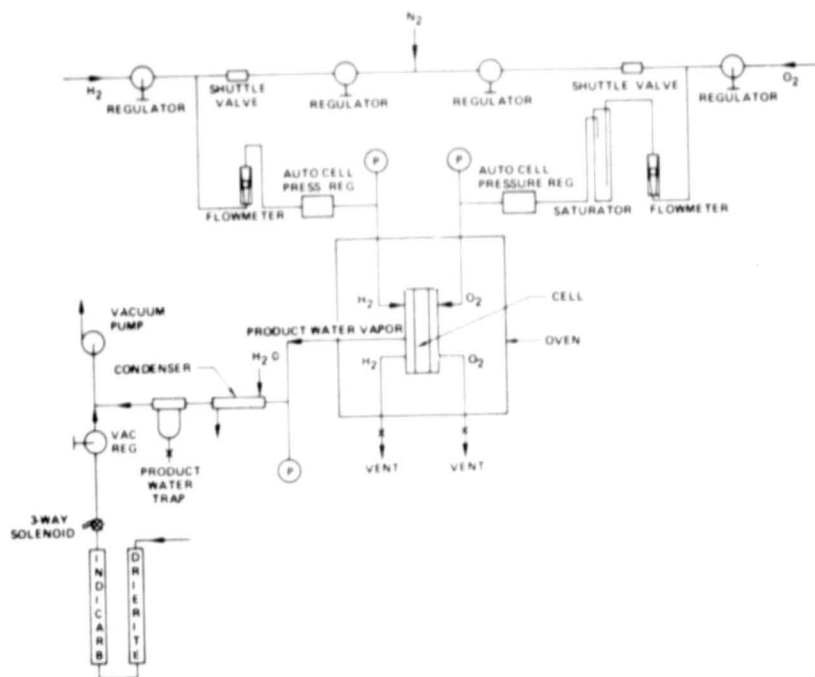 N2
H2
REGULATOR
SHUTTLE
VALVE
REGULATOR
REGULATOR
SHUTTLE VALVE
REGULATOR
O2
P
P
AUTO CELL
PRESS REG
AUTO CELL
PRESSURE REG
FLOWMETER
SATURATOR
FLOWMETER
H2
O2
CELL
VACUUM
PUMP
PRODUCT WATER VAPOR
OVEN
H2O
H2
O2
CONDENSER
VAC
REG
PRODUCT
WATER
TRAP
P
X
X
X
VENT
VENT
3-WAY
SOLENOID
INDICARB
DRIERITE